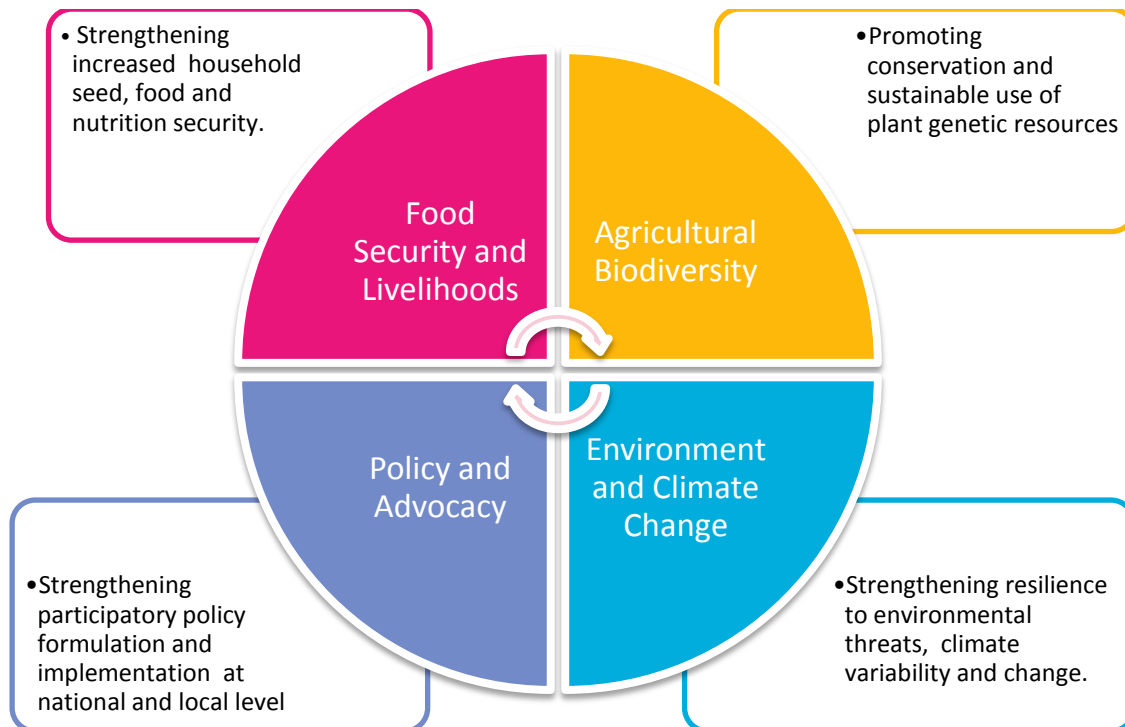 • Strengthening
increased household
seed, food and
nutrition security.
•Promoting
conservation and
sustainable use of
plant genetic resources
Food
Security and
Livelihoods
Agricultural
Biodiversity
Policy and
Advocacy
Environment
and Climate
Change
•Strengthening
participatory policy
formulation and
implementation at
national and local level
•Strengthening resilience
to environmental
threats, climate
variability and change.